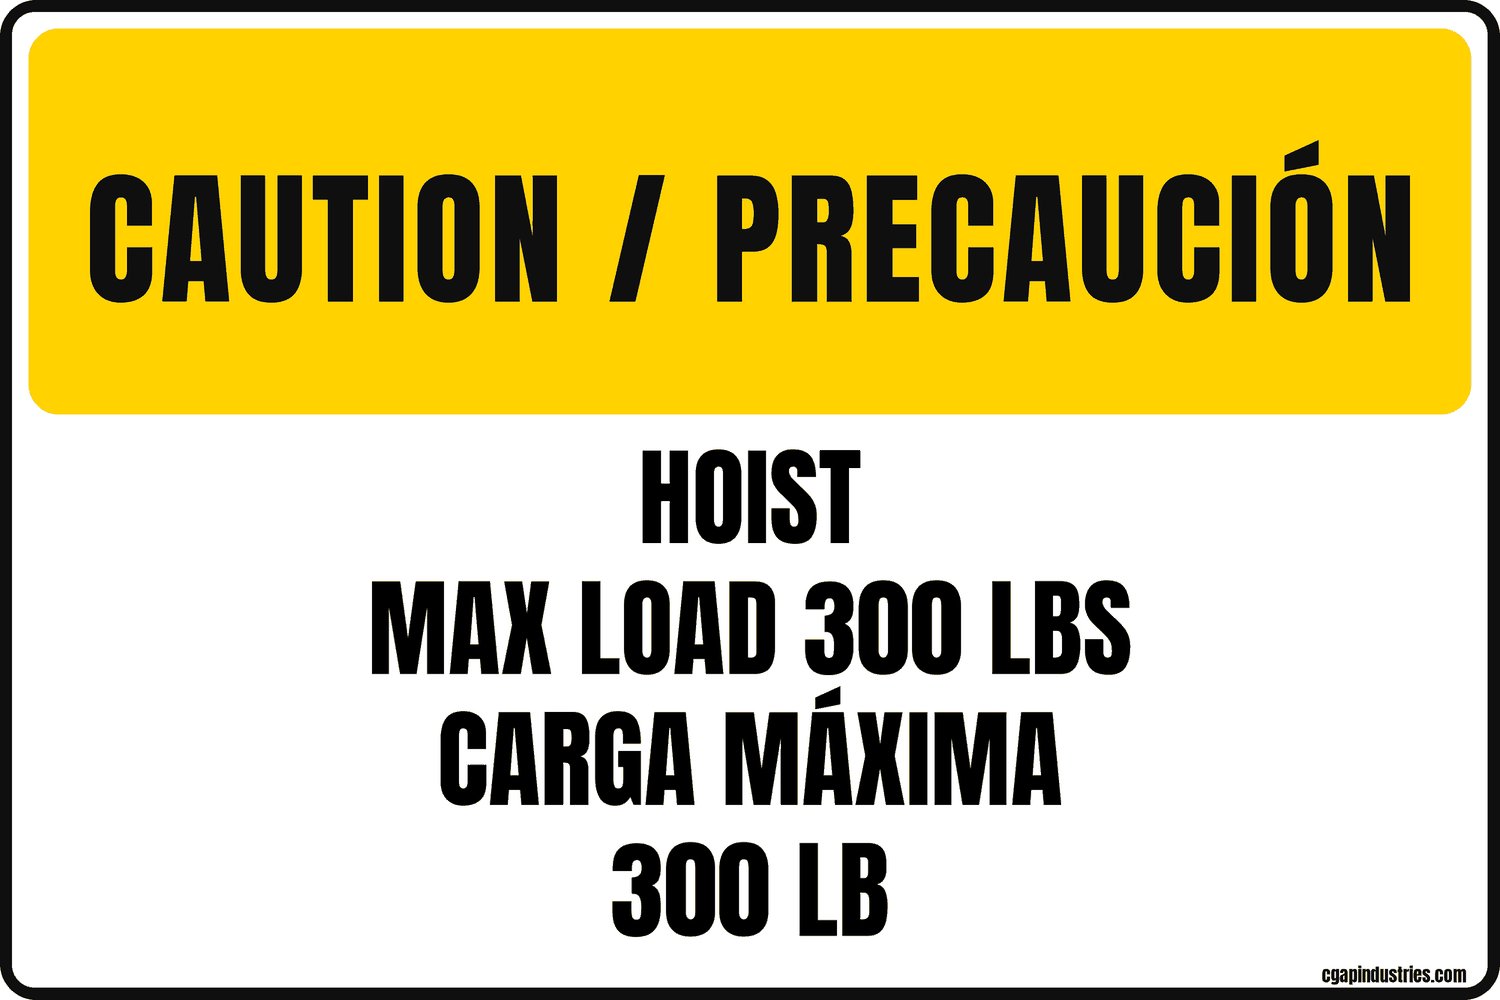 CAUTION / PRECAUCIÓN
HOIST
MAX LOAD 300 LBS
CARGA MÁXIMA
300 LB
cgapindustries.com